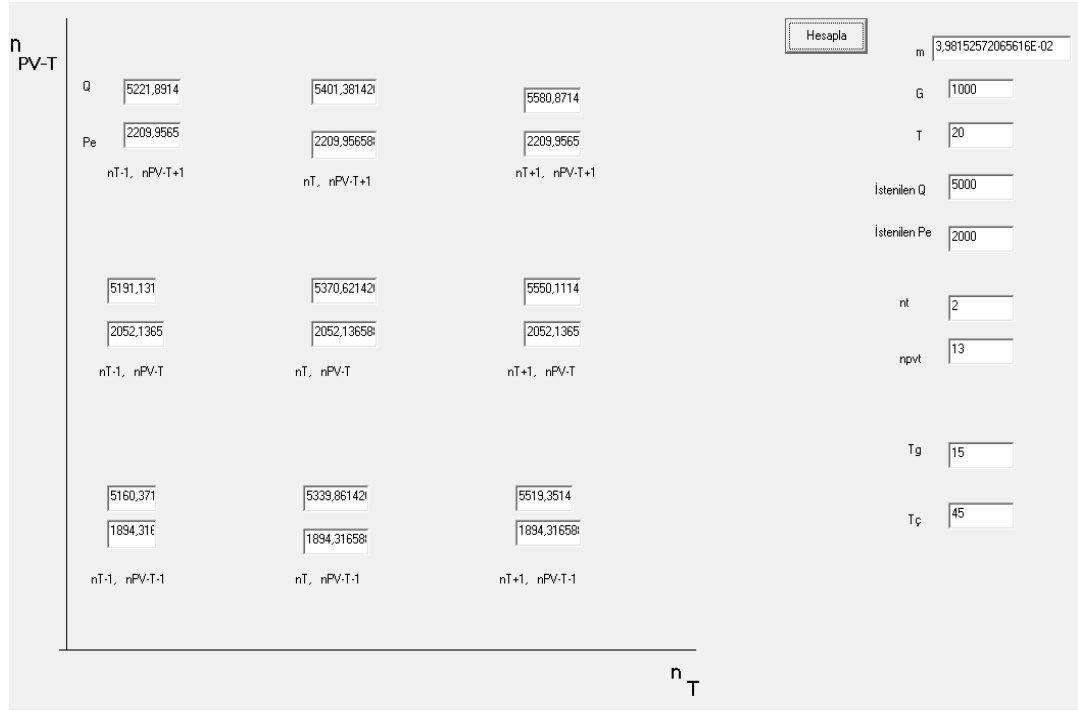 n
PV-T
Q
5221,8914
5401,38142
5580,8714
Pe
2209,9565
2209,95658
2209,9565
nT-1, nPV-T+1
nT, nPV-T+1
nT+1, nPV-T+1
5191,131
5370,62142
5550,1114
2052,1365
2052,13658
2052,1365
nT-1, nPV-T
nT, nPV-T
nT+1, nPV-T
5160,371
5339,86142
5519,3514
1894,316
1894,31658
1894,31658
nT-1, nPV-T-1
nT, nPV-T-1
nT+1, nPV-T-1
n
T
Hesapla
m 3,98152572065616E-02
G 1000
T 20
İstenilen Q 5000
İstenilen Pe 2000
nt 2
npvt 13
Tg 15
Tç 45